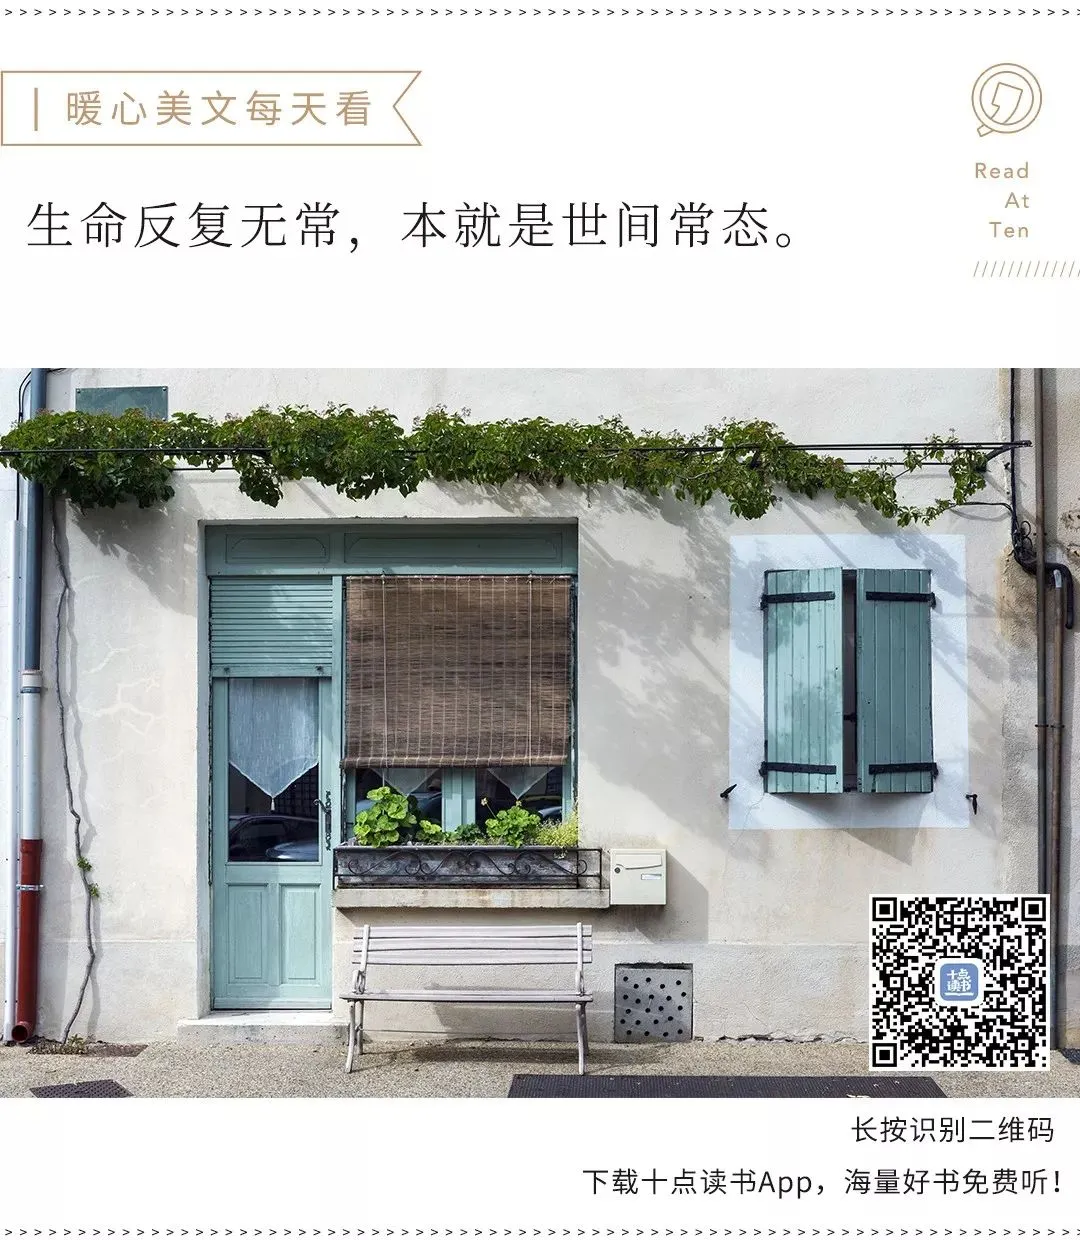 暖心美文每天看
Read
At
Ten
生命反复无常，本就是世间常态。
十点
读书
长按识别二维码
下载十点读书App，海量好书免费听！